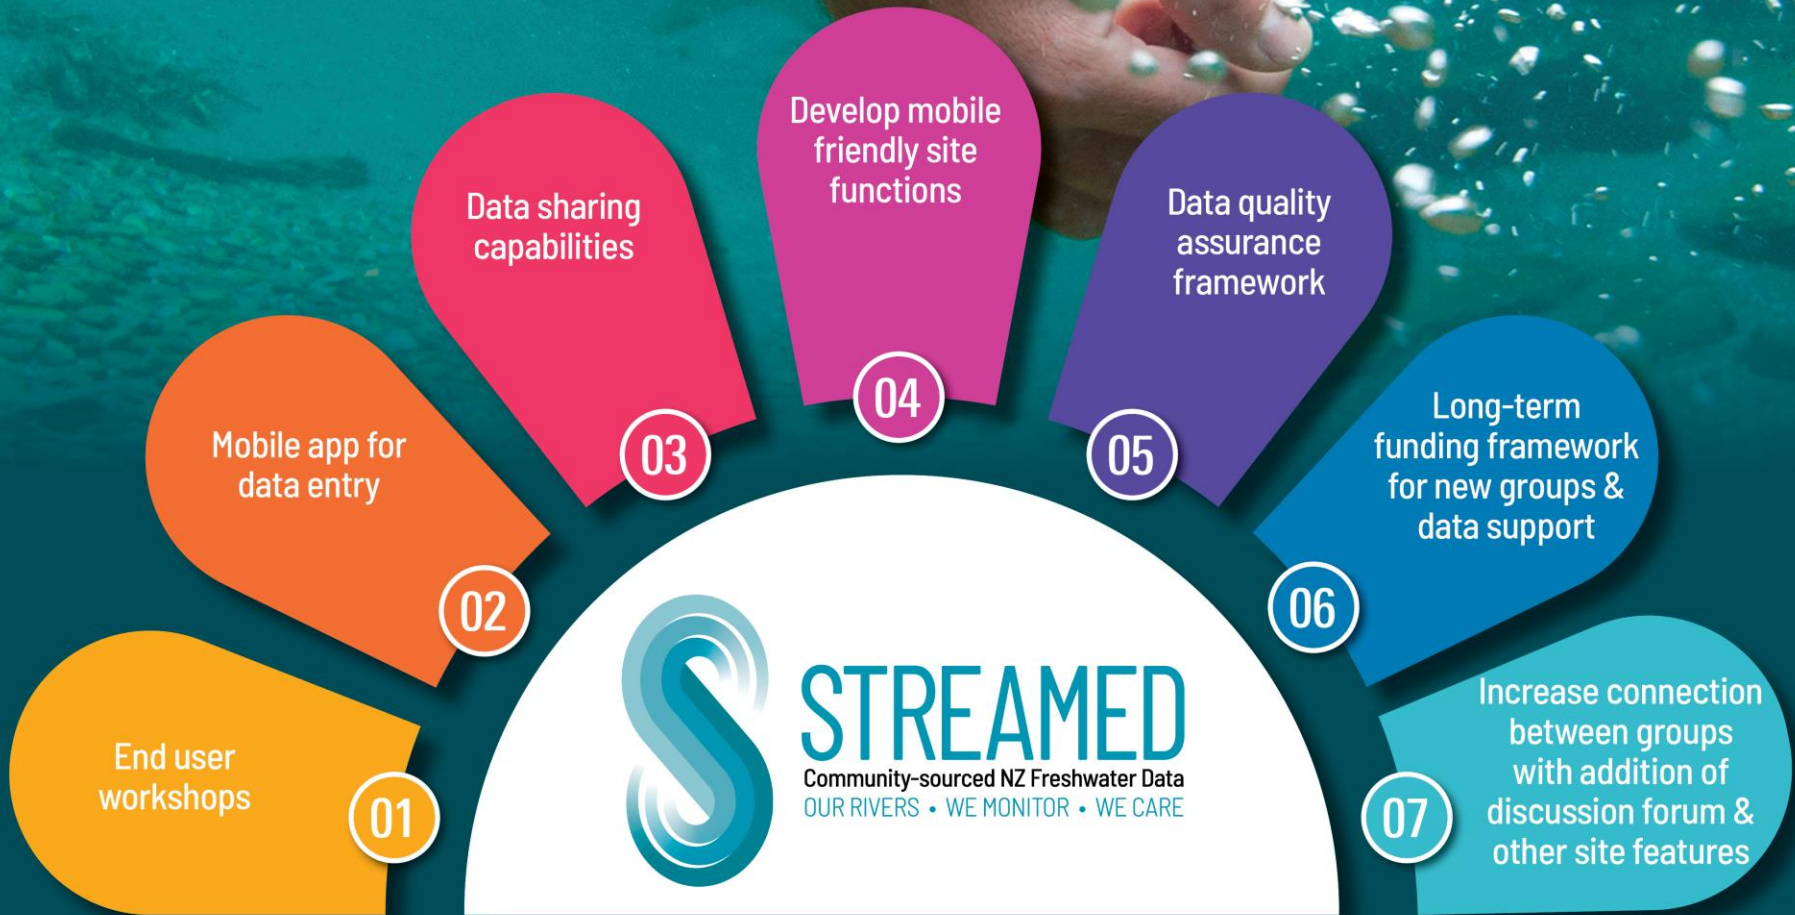 End user
workshops
01
Mobile app for
data entry
02
Data sharing
capabilities
03
Develop mobile
friendly site
functions
04
Data quality
assurance
framework
05
Long-term
funding framework
for new groups &
data support
06
Increase connection
between groups
with addition of
discussion forum &
other site features
07
STREAMED
Community-sourced NZ Freshwater Data
OUR RIVERS • WE MONITOR • WE CARE